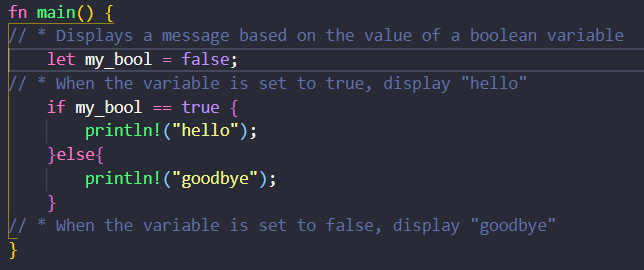 fn main() {
// * Displays a message based on the value of a boolean variable
    let my_bool = false;
// * When the variable is set to true, display "hello"
    if my_bool == true {
        println!("hello");
    }else{
        println!("goodbye");
    }
// * When the variable is set to false, display "goodbye"
}